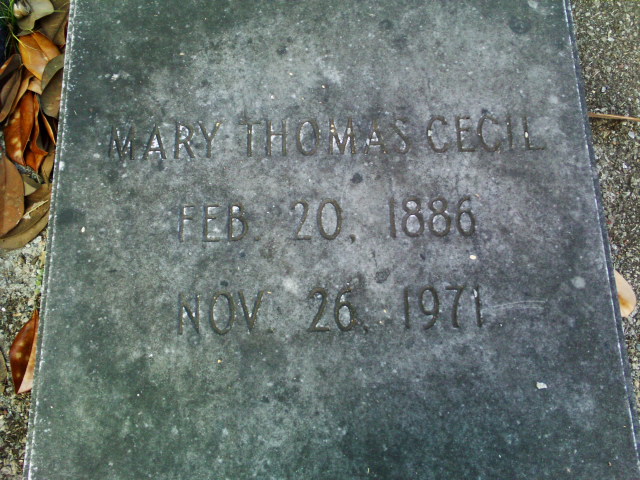 MARY THOMAS CECIL
FEB. 20, 1886
NOV. 26, 1971